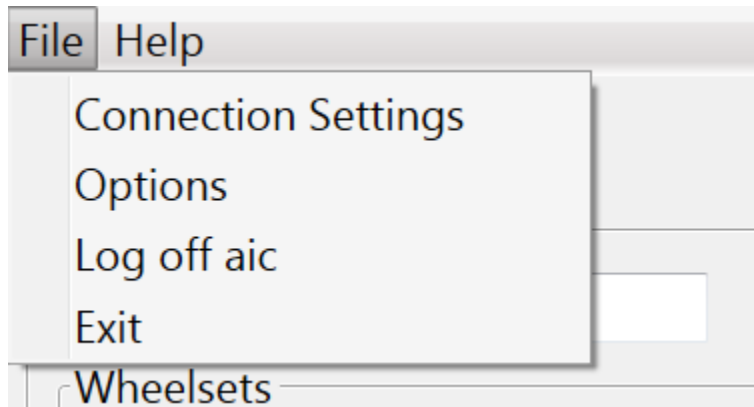 File Help
Connection Settings
Options
Log off aic
Exit
Wheelsets